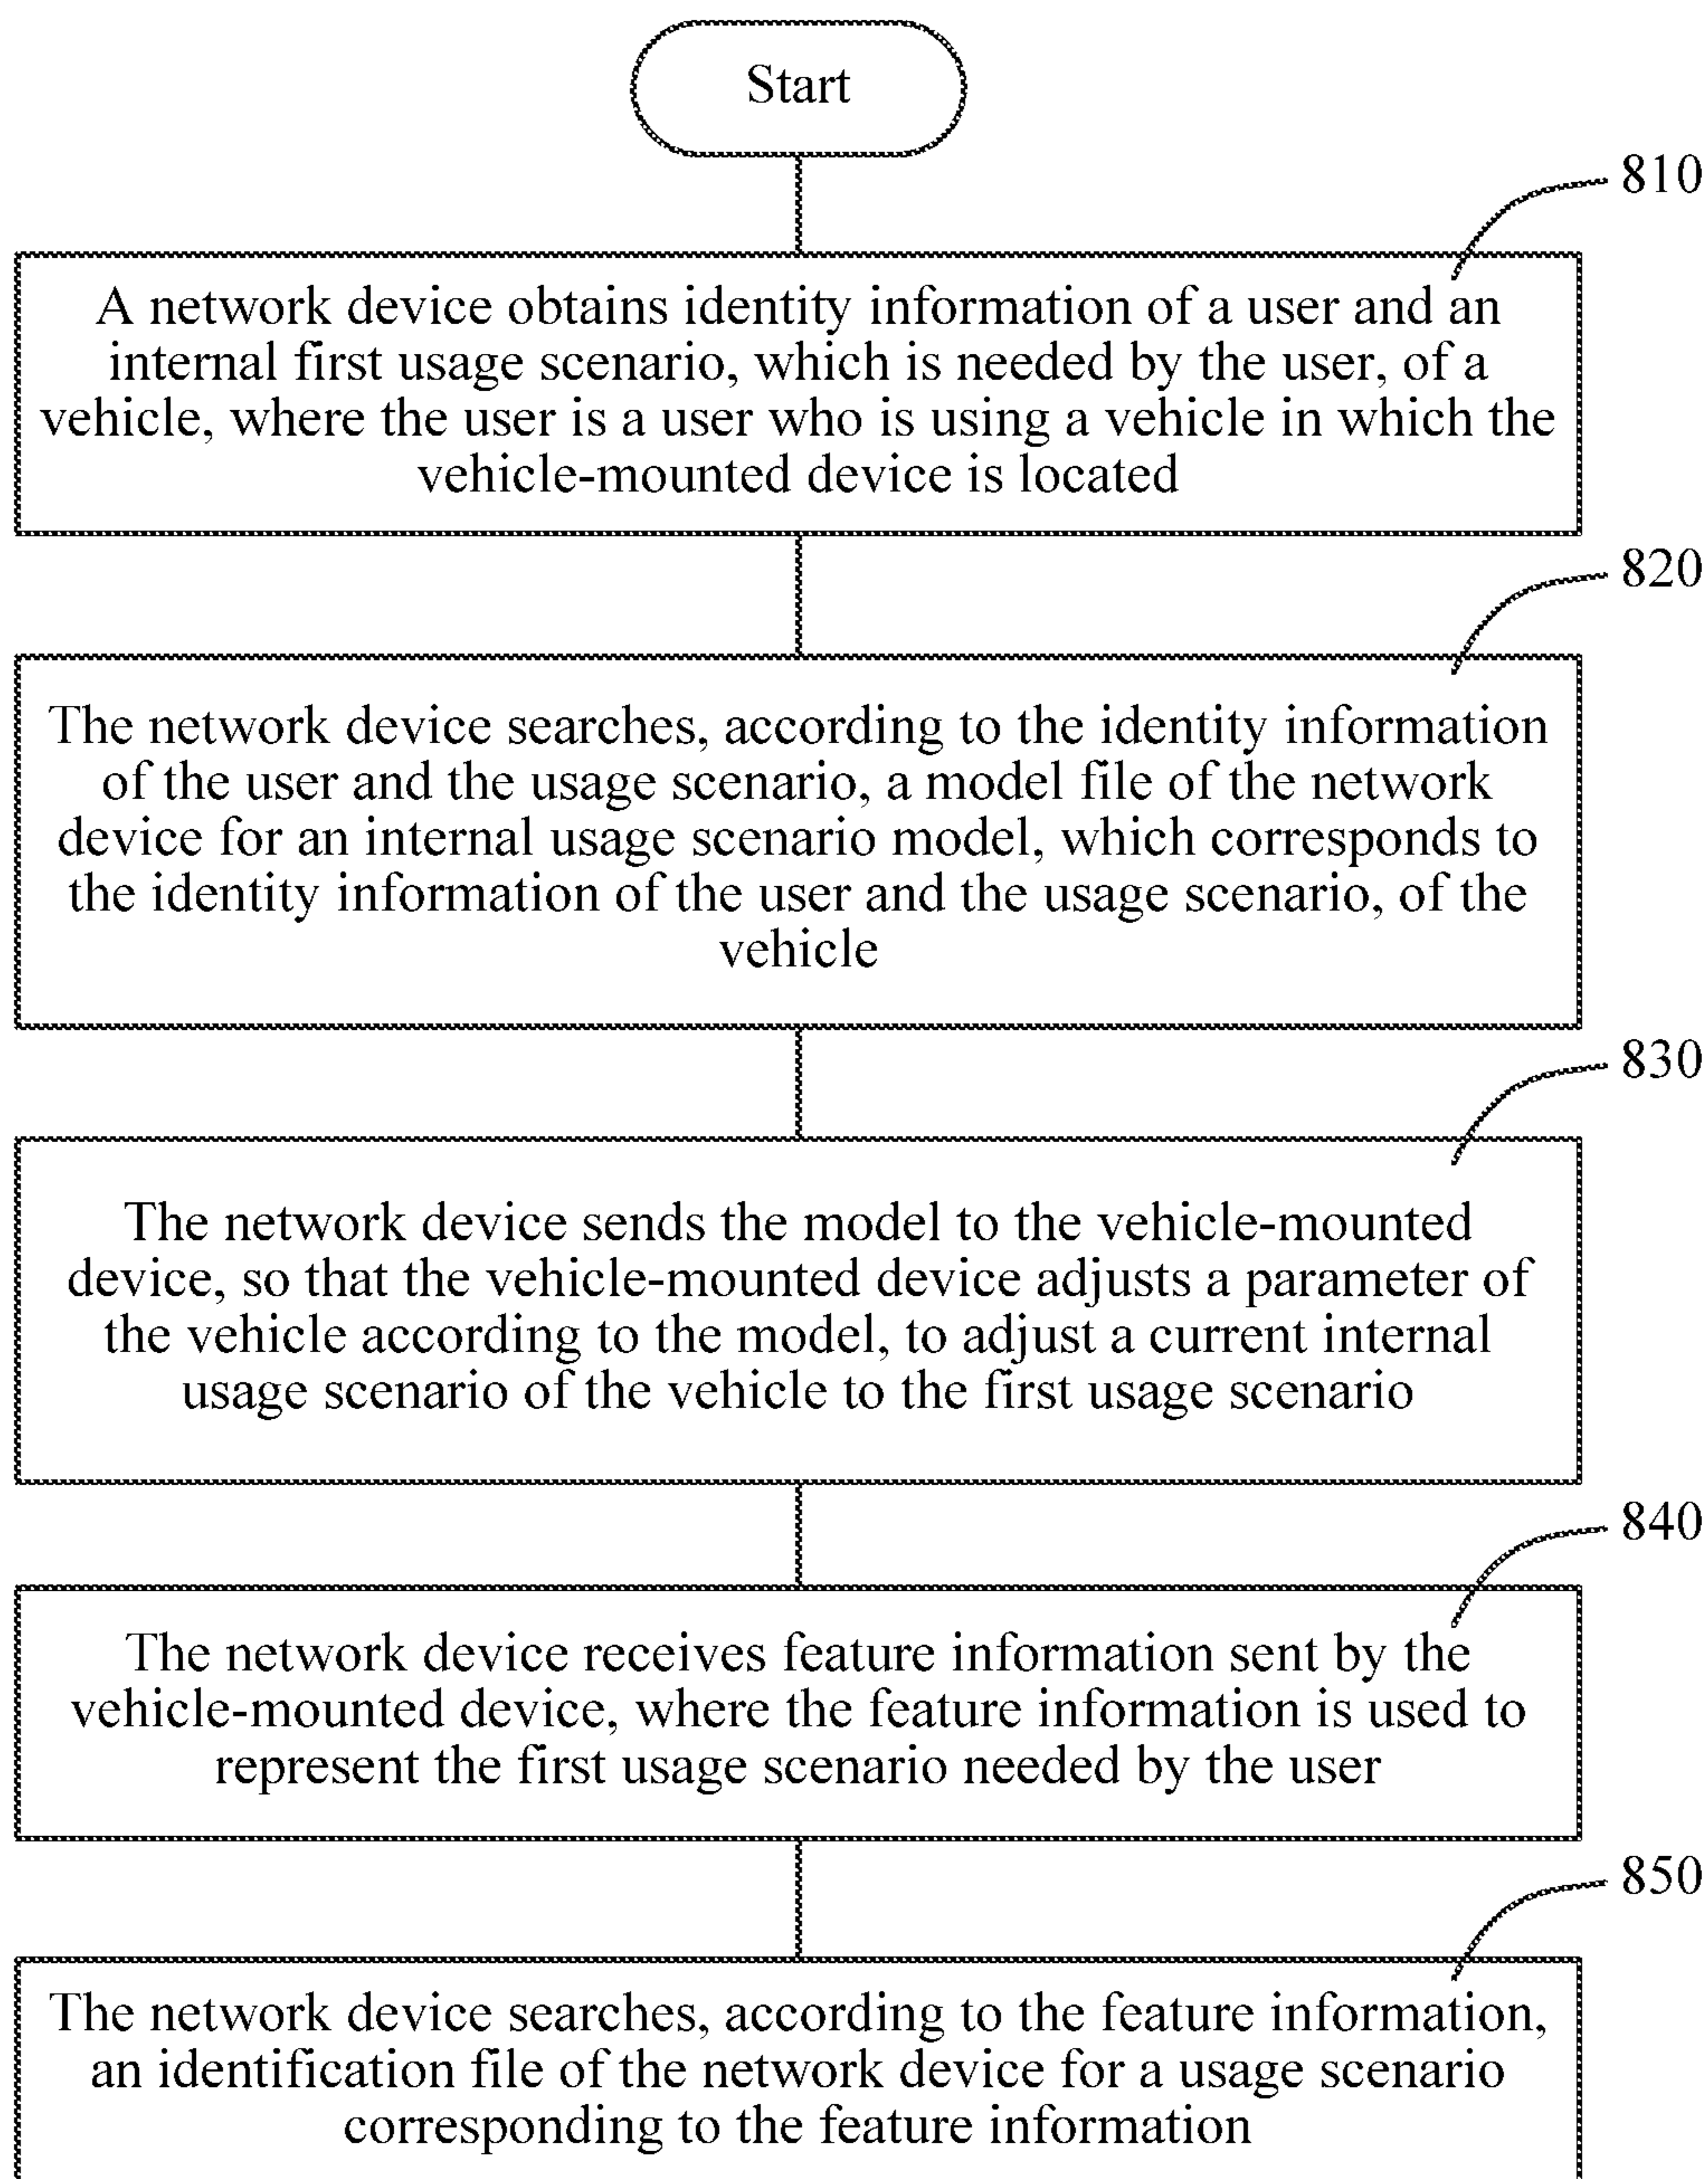 Start
810
A network device obtains identity information of a user and an
internal first usage scenario, which is needed by the user, of a
vehicle, where the user is a user who is using a vehicle in which the
vehicle-mounted device is located
820
The network device searches, according to the identity information
of the user and the usage scenario, a model file of the network
device for an internal usage scenario model, which corresponds to
the identity information of the user and the usage scenario, of the
vehicle
830
The network device sends the model to the vehicle-mounted
device, so that the vehicle-mounted device adjusts a parameter of
the vehicle according to the model, to adjust a current internal
usage scenario of the vehicle to the first usage scenario
840
The network device receives feature information sent by the
vehicle-mounted device, where the feature information is used to
represent the first usage scenario needed by the user
850
The network device searches, according to the feature information,
an identification file of the network device for a usage scenario
corresponding to the feature information